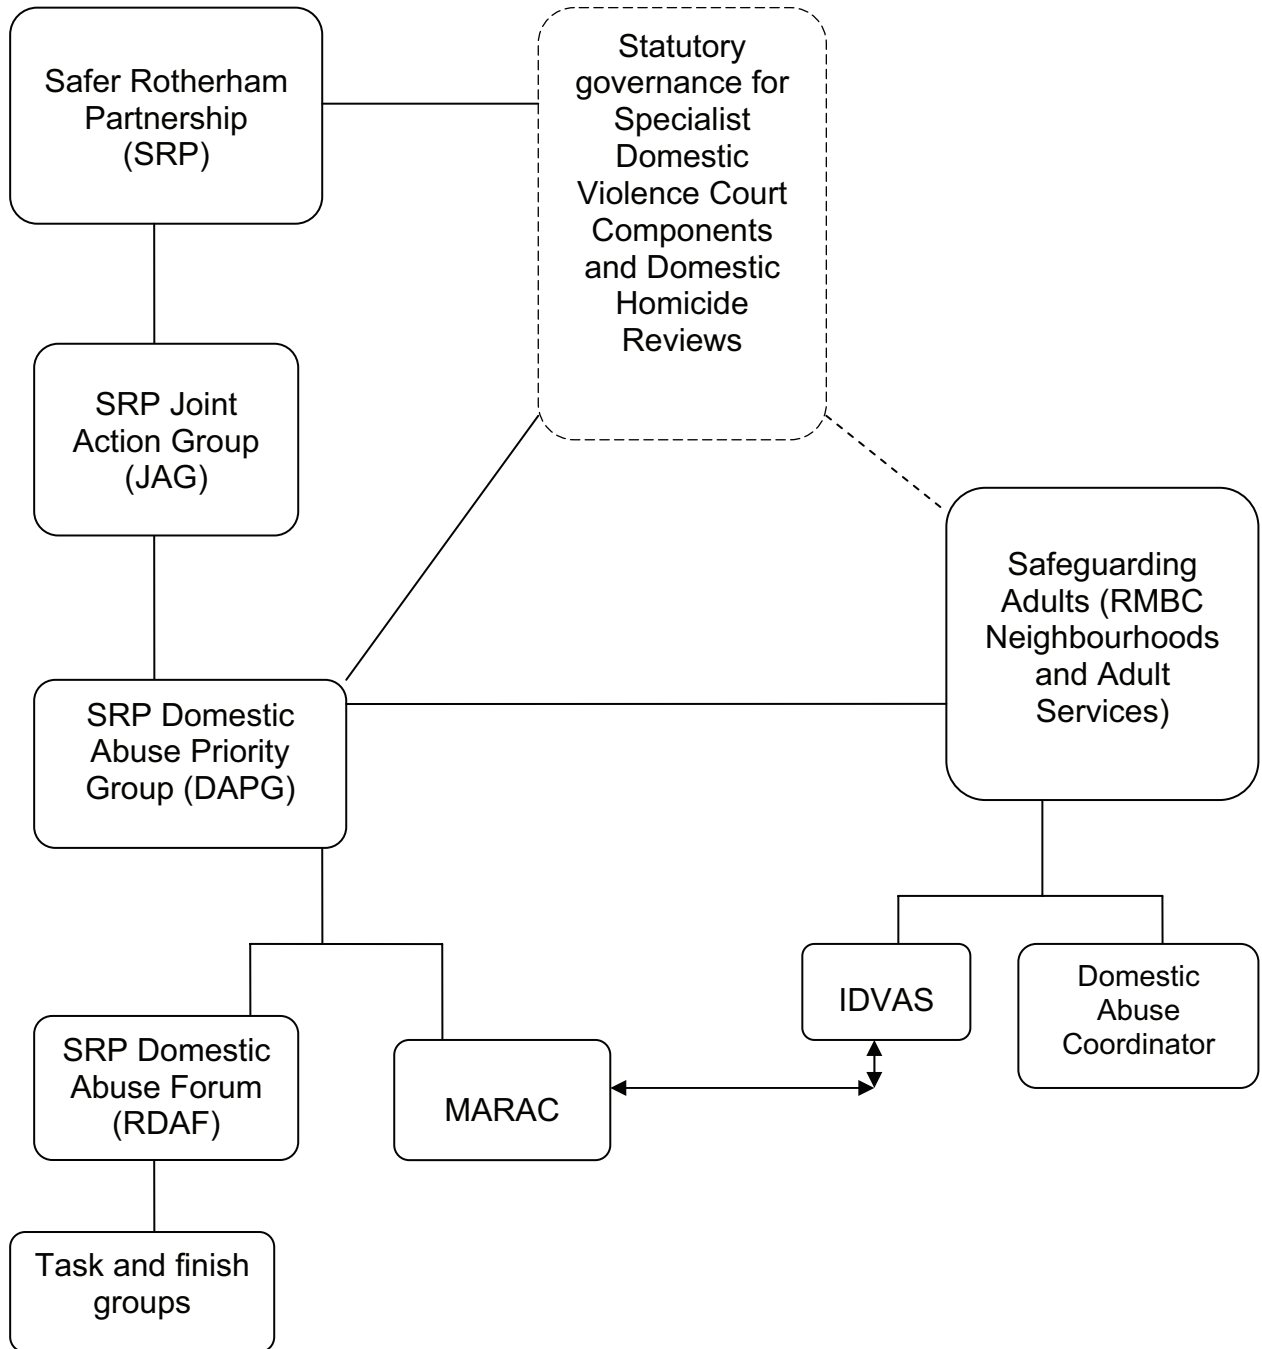 Safer Rotherham
Partnership
(SRP)
Statutory
governance for
Specialist
Domestic
Violence Court
Components
and Domestic
Homicide
Reviews
SRP Joint
Action Group
(JAG)
Safeguarding
Adults (RMBC
Neighbourhoods
and Adult
Services)
SRP Domestic
Abuse Priority
Group (DAPG)
IDVAS
Domestic
Abuse
Coordinator
SRP Domestic
Abuse Forum
(RDAF)
MARAC
Task and finish
groups